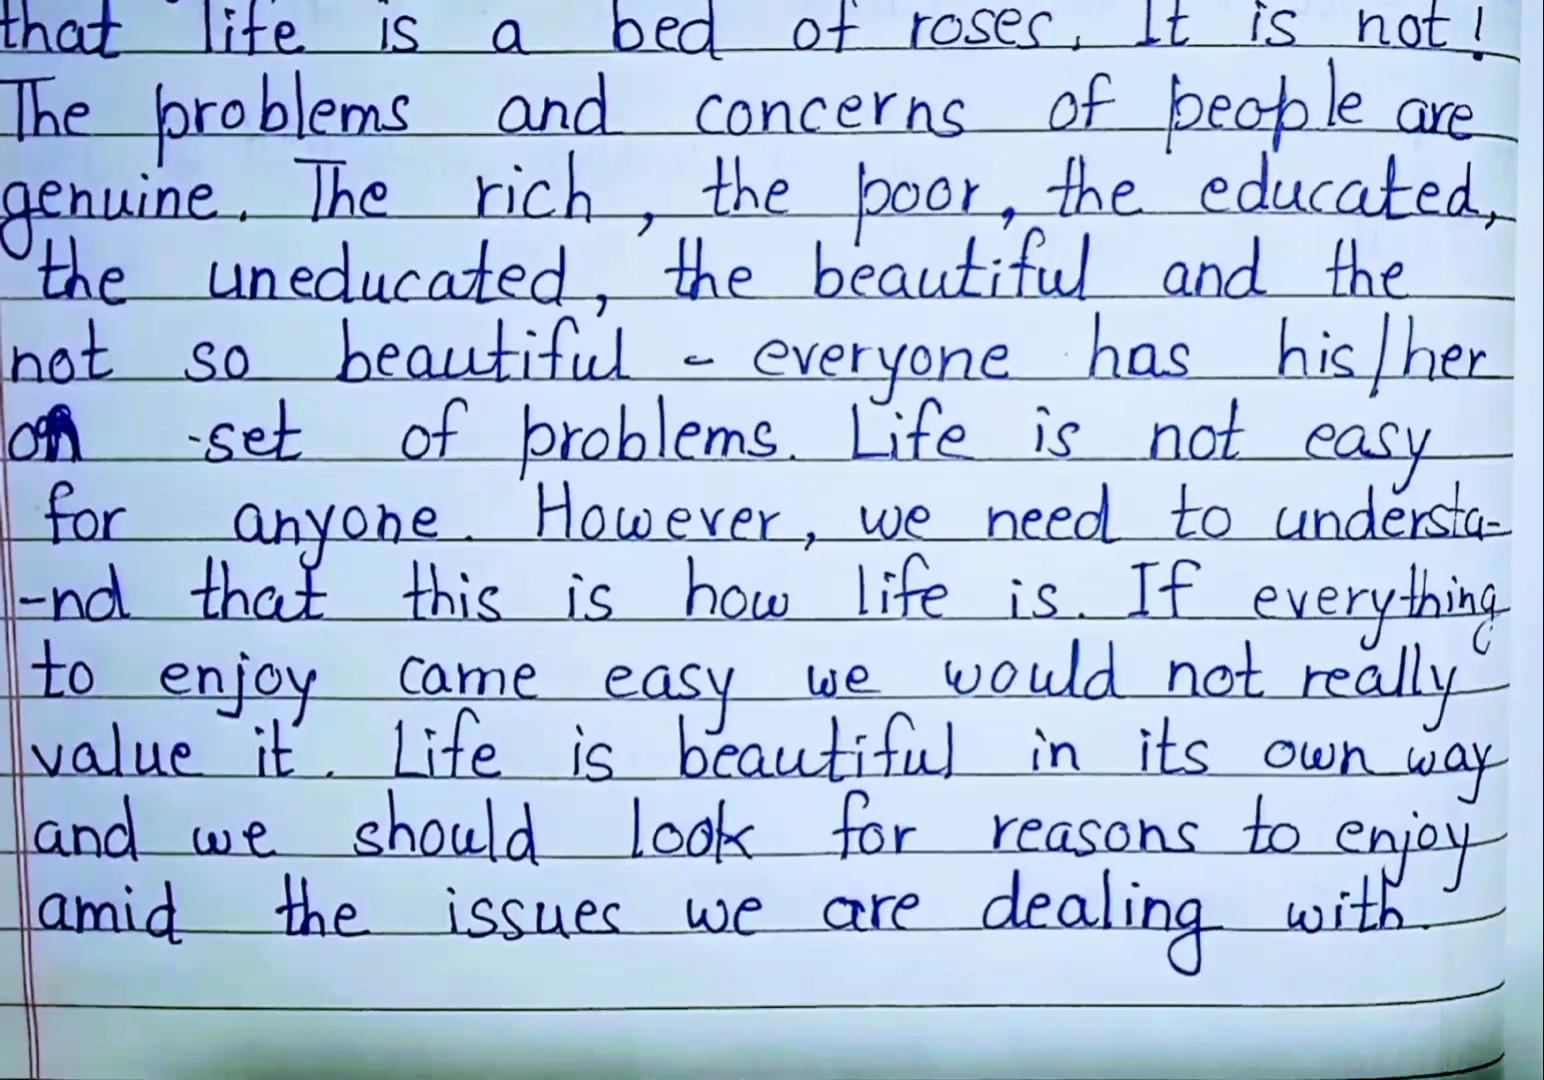 that life is a bed of roses. It is not!
The problems and concerns of people are
genuine. The rich, the poor, the educated,
the uneducated, the beautiful and the
not so beautiful - everyone has his/her
on -set of problems. Life is not easy
for anyone. However, we need to understa-
-nd that this is how life is. If everything
to enjoy came easy we would not really
value it. Life is beautiful in its own way
and we should look for reasons to enjoy
amid the issues we are dealing with.